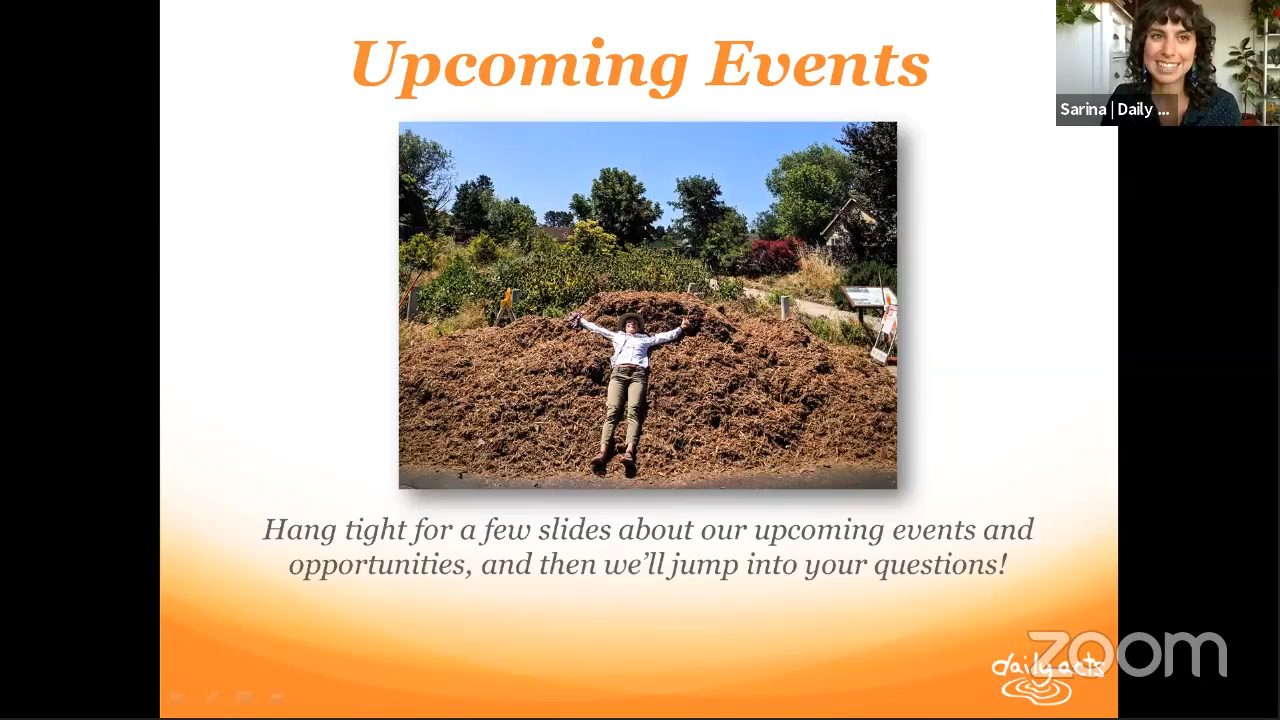 Upcoming Events
Sarina | Daily ...
Hang tight for a few slides about our upcoming events and
opportunities, and then we'll jump into your questions!
daily acts
zoom